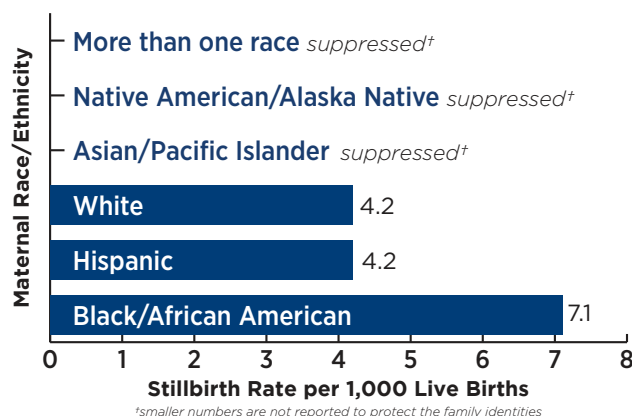 Maternal Race/Ethnicity
More than one race suppressed†
Native American/Alaska Native suppressed†
Asian/Pacific Islander suppressed†
White 4.2
Hispanic 4.2
Black/African American 7.1
0 1 2 3 4 5 6 7 8
Stillbirth Rate per 1,000 Live Births
†smaller numbers are not reported to protect the family identities